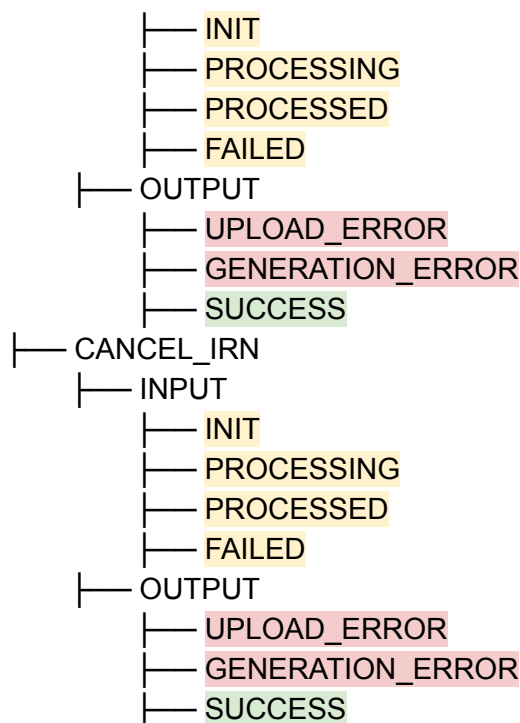 ├── INIT
├── PROCESSING
├── PROCESSED
├── FAILED
├── OUTPUT
├── UPLOAD_ERROR
├── GENERATION_ERROR
├── SUCCESS
├── CANCEL_IRN
├── INPUT
├── INIT
├── PROCESSING
├── PROCESSED
├── FAILED
├── OUTPUT
├── UPLOAD_ERROR
├── GENERATION_ERROR
├── SUCCESS